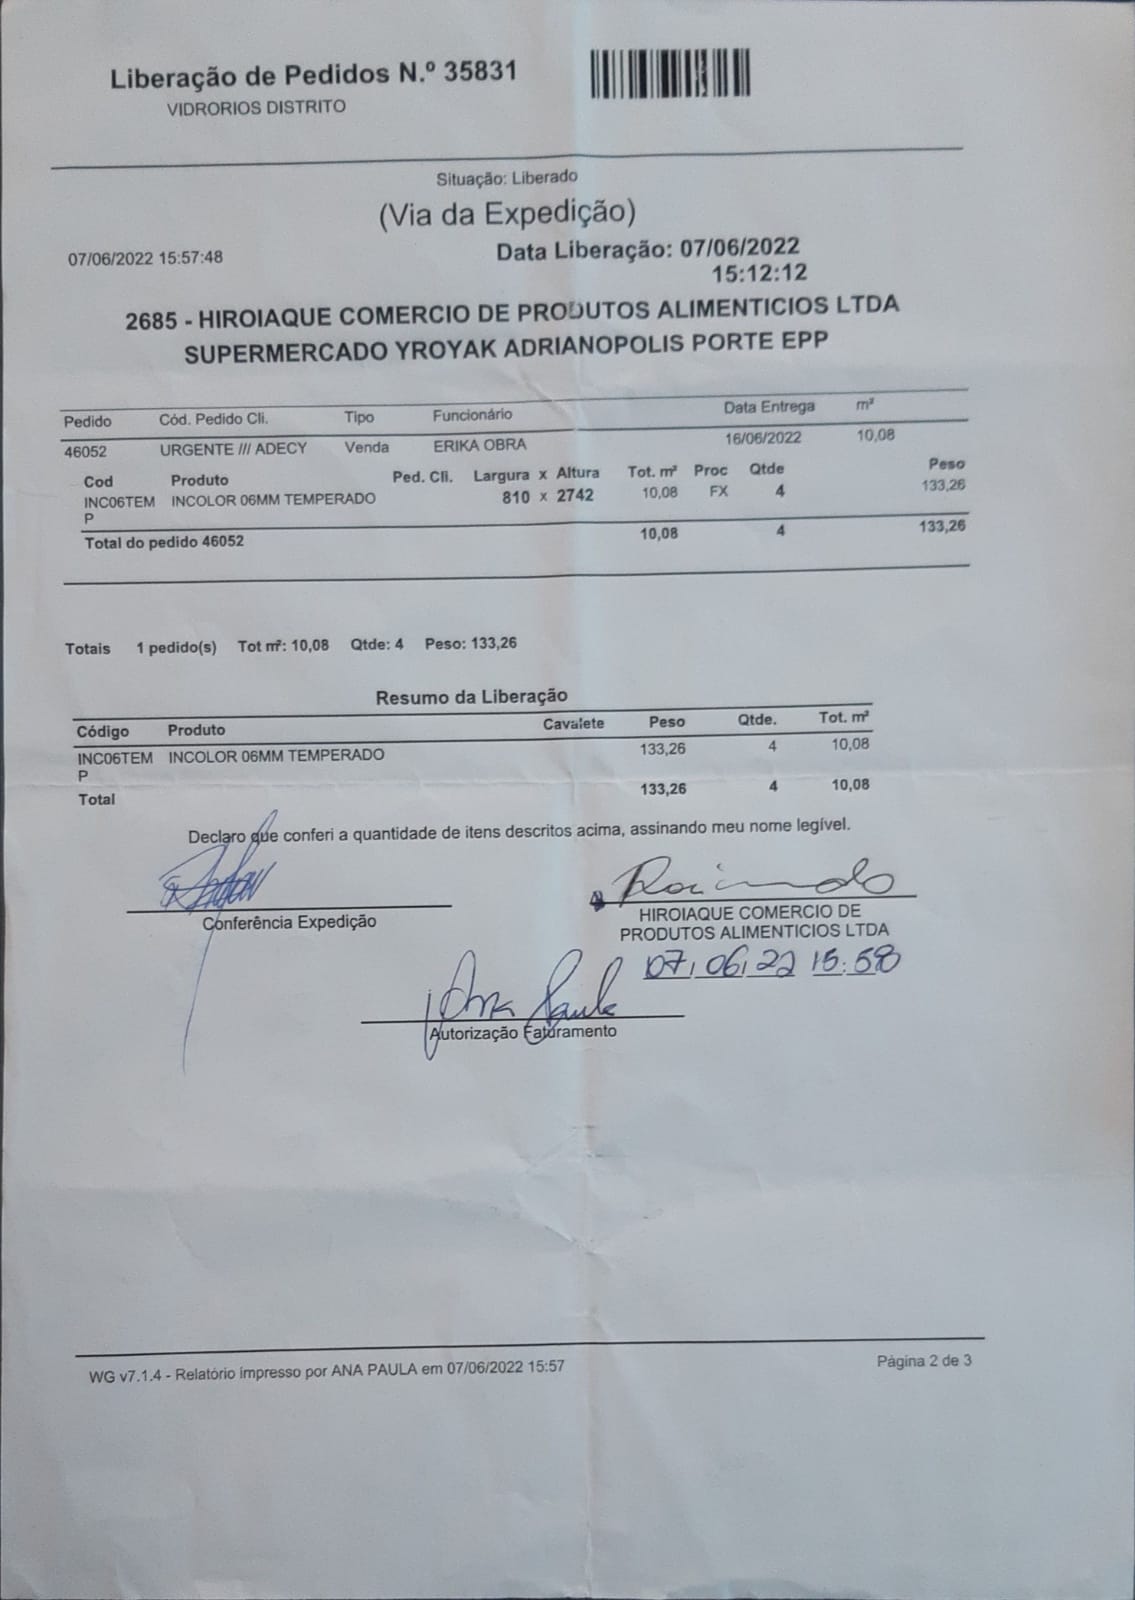 Liberação de Pedidos N.º 35831
VIDRORIOS DISTRITO
Situação: Liberado
(Via da Expedição)
07/06/2022 15:57:48
Data Liberação: 07/06/2022
15:12:12
2685 - HIROIAQUE COMERCIO DE PRODUTOS ALIMENTICIOS LTDA
SUPERMERCADO YROYAK ADRIANOPOLIS PORTE EPP
Pedido Cód. Pedido Cli. Tipo Funcionário Data Entrega m²
46052 URGENTE /// ADECY Venda ERIKA OBRA 16/06/2022 10,08
Cod Produto Ped. Cli. Largura x Altura Tot. m² Proc Qtde Peso
INC06TEM INCOLOR 06MM TEMPERADO 810 x 2742 10,08 FX 4 133,26
P
Total do pedido 46052 10,08 4 133,26
Totais 1 pedido(s) Tot m²: 10,08 Qtde: 4 Peso: 133,26
Resumo da Liberação
Código Produto Cavalete Peso Qtde. Tot. m²
INC06TEM INCOLOR 06MM TEMPERADO 133,26 4 10,08
P
Total 133,26 4 10,08
Declaro que conferi a quantidade de itens descritos acima, assinando meu nome legível.
Raimundo
Conferência Expedição
HIROIAQUE COMERCIO DE
PRODUTOS ALIMENTICIOS LTDA
07/06/22 15:58
Ana Paula
Autorização Faturamento
WG v7.1.4 - Relatório impresso por ANA PAULA em 07/06/2022 15:57
Página 2 de 3